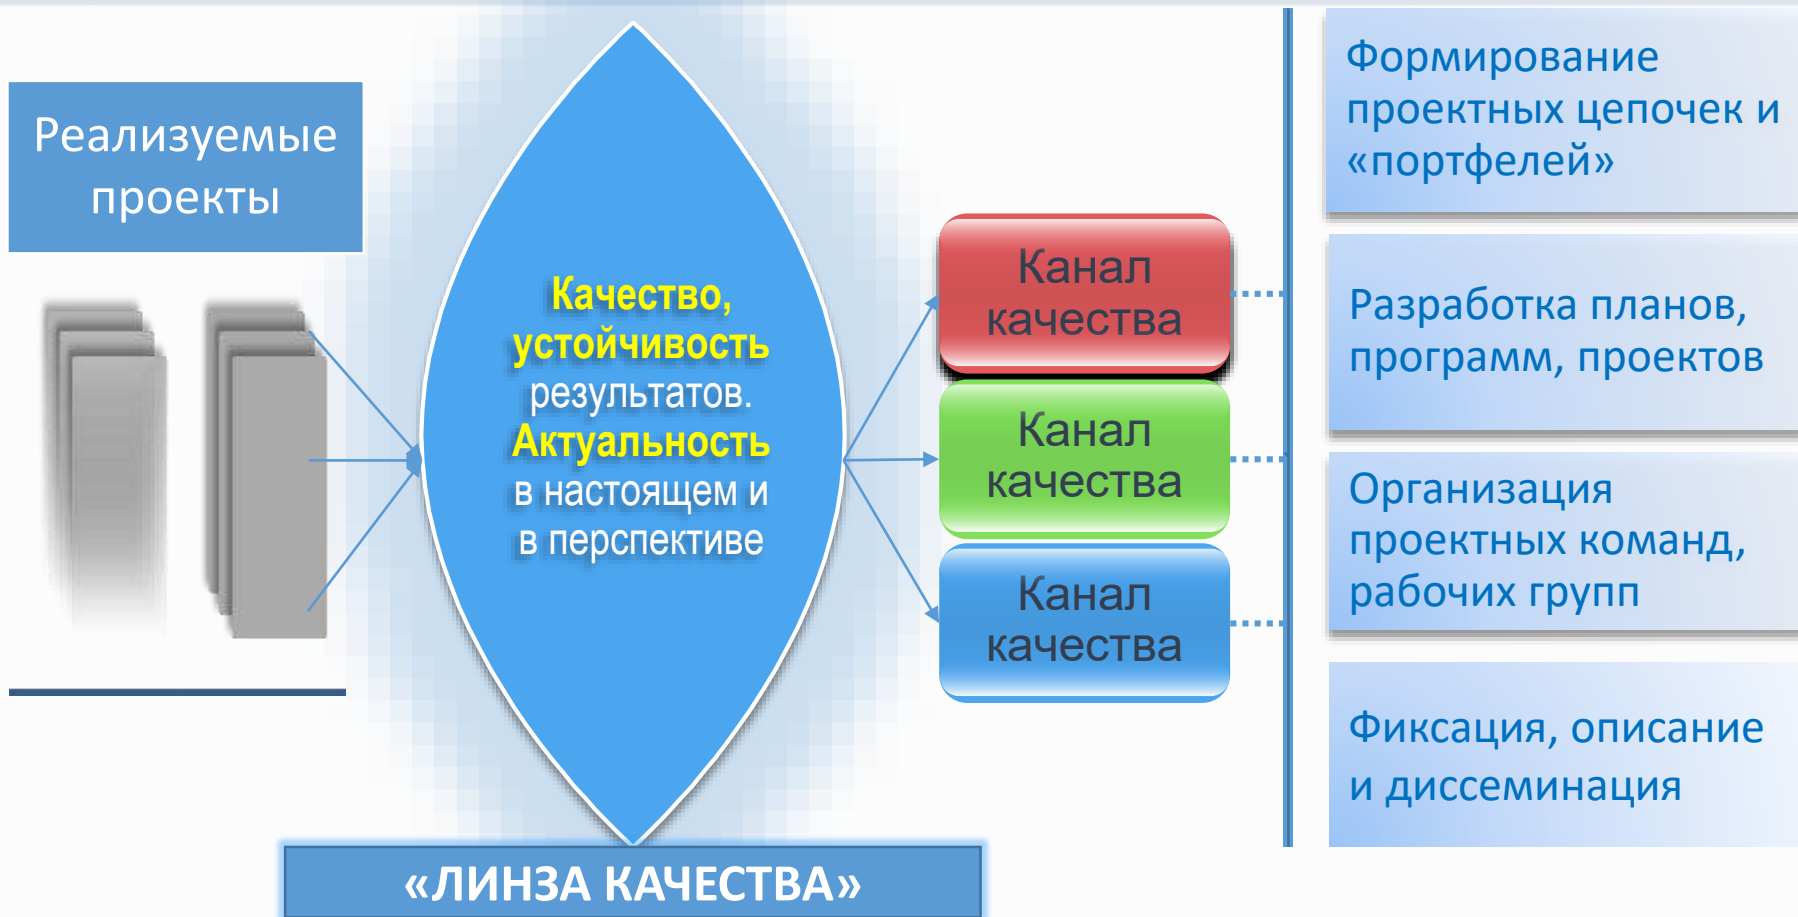 Реализуемые
проекты
Качество,
устойчивость
результатов.
Актуальность
в настоящем и
в перспективе
«ЛИНЗА КАЧЕСТВА»
Канал
качества
Канал
качества
Канал
качества
Формирование
проектных цепочек и
«портфелей»
Разработка планов,
программ, проектов
Организация
проектных команд,
рабочих групп
Фиксация, описание
и диссеминация